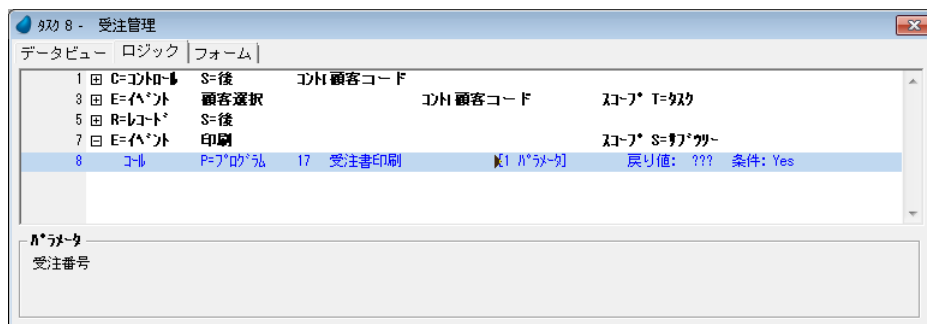 ﾀｽｸ 8 - 受注管理
データビュー ロジック フォーム
1 C=ｺﾝﾄﾛｰﾙ S=後 ｺﾝﾄﾛ 顧客コード
3 E=ｲﾍﾞﾝﾄ 顧客選択 ｺﾝﾄﾛ 顧客コード ｽｺｰﾌﾟ T=ﾀｽｸ
5 R=ﾚｺｰﾄﾞ S=後
7 E=ｲﾍﾞﾝﾄ 印刷 ｽｺｰﾌﾟ S=ｻﾌﾞﾂﾘｰ
8 ｺｰﾙ P=ﾌﾟﾛｸﾞﾗﾑ 17 受注書印刷 [1 ﾊﾟﾗﾒｰﾀ] 戻り値: ??? 条件: Yes
ﾊﾟﾗﾒｰﾀ
受注番号